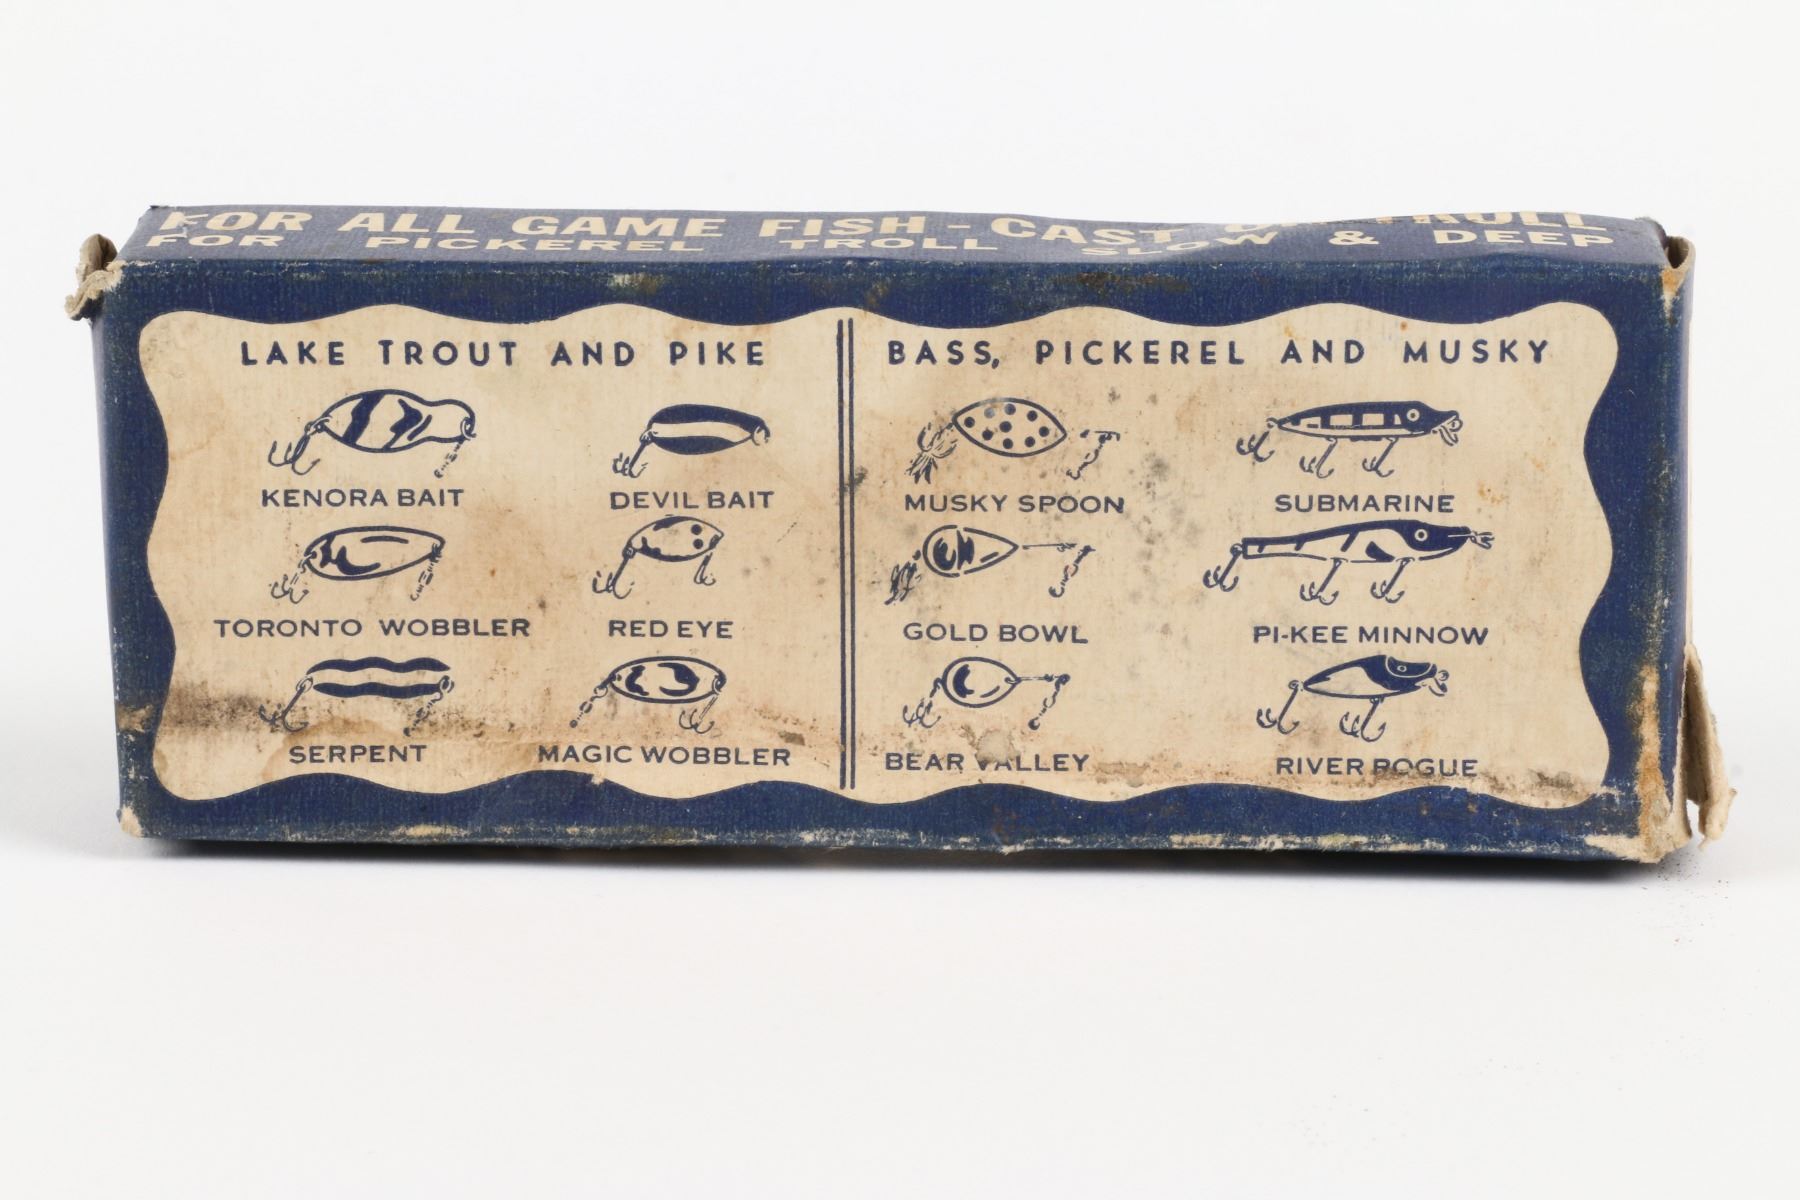 FOR ALL GAME FISH - CAST OR TROLL
FOR PICKEREL TROLL SLOW & DEEP
LAKE TROUT AND PIKE
KENORA BAIT
DEVIL BAIT
TORONTO WOBBLER
RED EYE
SERPENT
MAGIC WOBBLER
BASS, PICKEREL AND MUSKY
MUSKY SPOON
SUBMARINE
GOLD BOWL
PI-KEE MINNOW
BEAR VALLEY
RIVER ROGUE